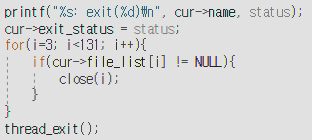 printf("%s: exit(%d)₩n", cur->name, status);
cur->exit_status = status;
for(i=3; i<131; i++){
if(cur->file_list[i] != NULL){
close(i);
}
}
thread_exit();